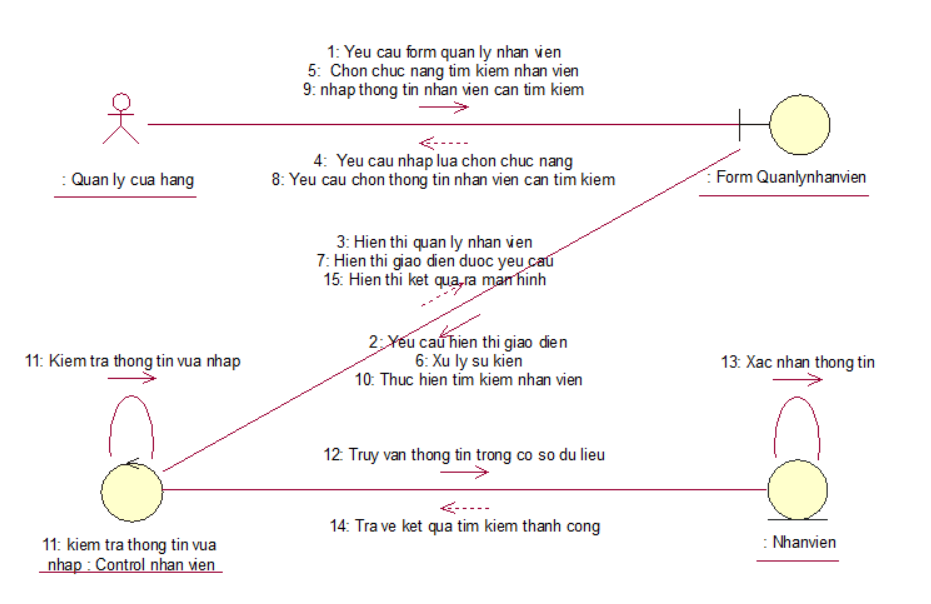 1: Yeu cau form quan ly nhan vien
5: Chon chuc nang tim kiem nhan vien
9: nhap thong tin nhan vien can tim kiem
4: Yeu cau nhap lua chon chuc nang
8: Yeu cau chon thong tin nhan vien can tim kiem
: Quan ly cua hang
: Form Quanlynhanvien
3: Hien thi quan ly nhan vien
7: Hien thi giao dien duoc yeu cau
15: Hien thi ket qua ra man hinh
2: Yeu cau hien thi giao dien
6: Xu ly su kien
10: Thuc hien tim kiem nhan vien
11: Kiem tra thong tin vua nhap
13: Xac nhan thong tin
12: Truy van thong tin trong co so du lieu
14: Tra ve ket qua tim kiem thanh cong
11: kiem tra thong tin vua
nhap : Control nhan vien
: Nhanvien